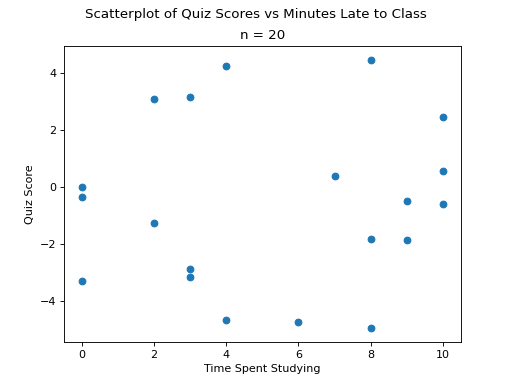 Scatterplot of Quiz Scores vs Minutes Late to Class
n = 20
4
2
0
−2
−4
Quiz Score
0 2 4 6 8 10
Time Spent Studying